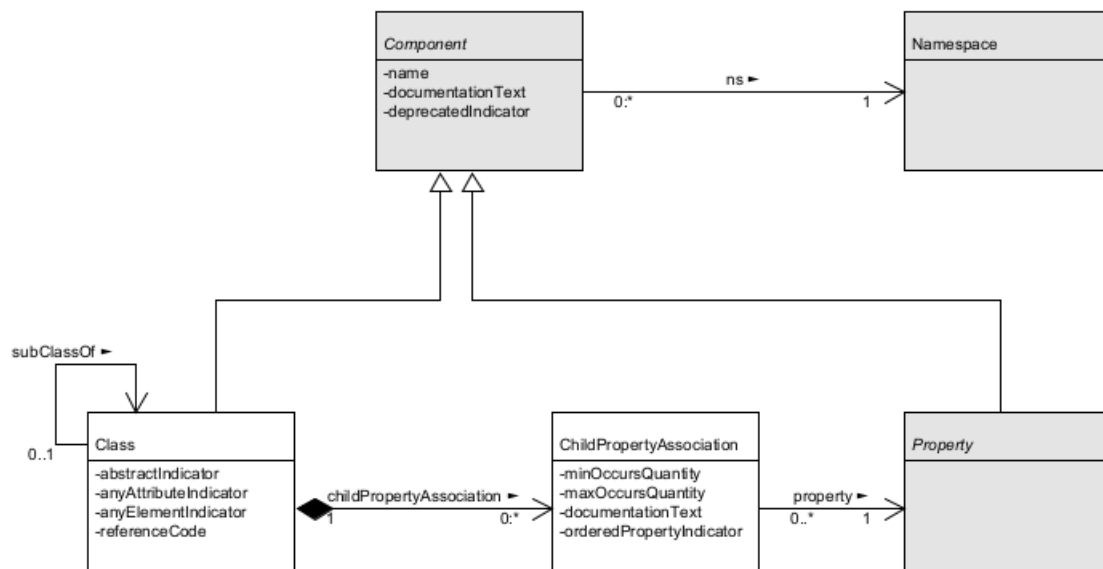 Component
-name
-documentationText
-deprecatedIndicator
Namespace
ns ►
0:*
1
subClassOf ►
0..1
Class
-abstractIndicator
-anyAttributeIndicator
-anyElementIndicator
-referenceCode
childPropertyAssociation ►
1
0:*
ChildPropertyAssociation
-minOccursQuantity
-maxOccursQuantity
-documentationText
-orderedPropertyIndicator
property ►
0..*
1
Property